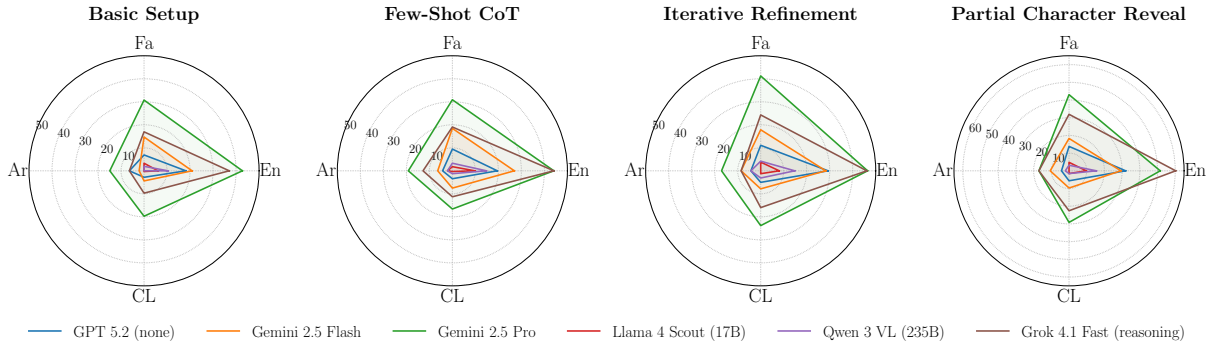 Basic Setup
Fa
50
40
30
20
10
Ar
En
CL
Few-Shot CoT
Fa
50
40
30
20
10
Ar
En
CL
Iterative Refinement
Fa
50
40
30
20
10
Ar
En
CL
Partial Character Reveal
Fa
60
50
40
30
20
10
Ar
En
CL
GPT 5.2 (none)
Gemini 2.5 Flash
Gemini 2.5 Pro
Llama 4 Scout (17B)
Qwen 3 VL (235B)
Grok 4.1 Fast (reasoning)